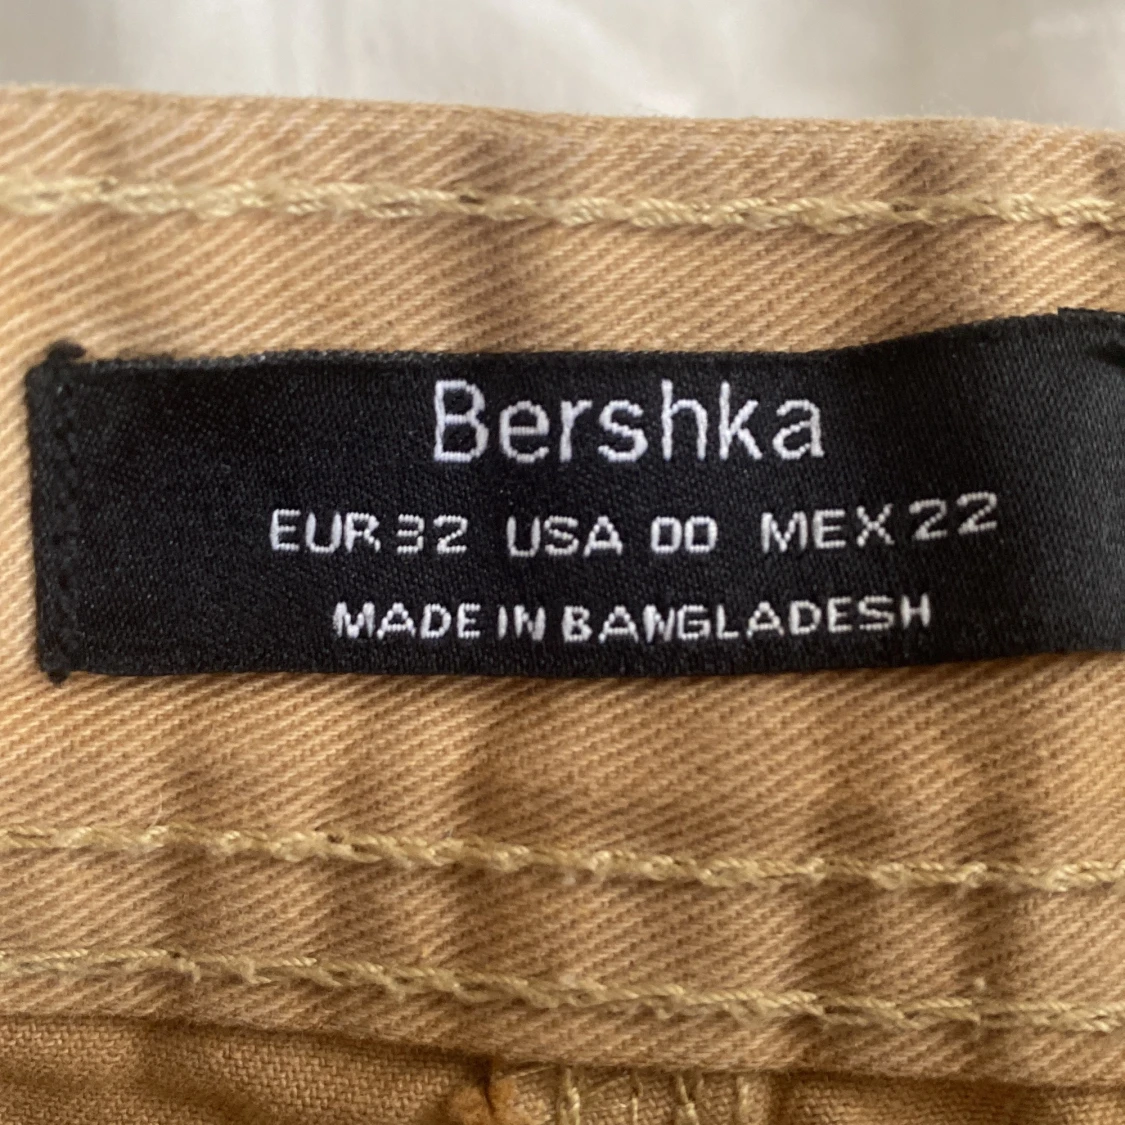 Bershka
EUR 32 USA 00 MEX 22
MADE IN BANGLADESH